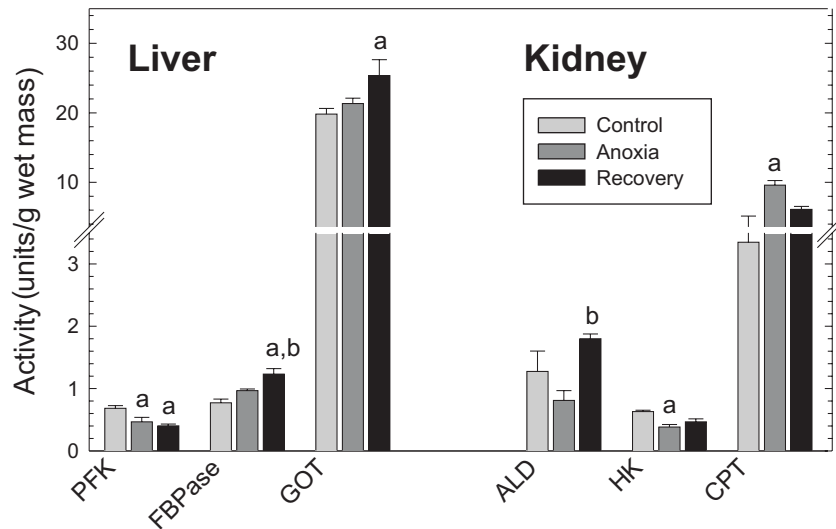 Activity (units/g wet mass)
30
20
10
3
2
1
0
Liver
Kidney
Control
Anoxia
Recovery
a
a
a,b
a
b
a
a
PFK
FBPase
GOT
ALD
HK
CPT